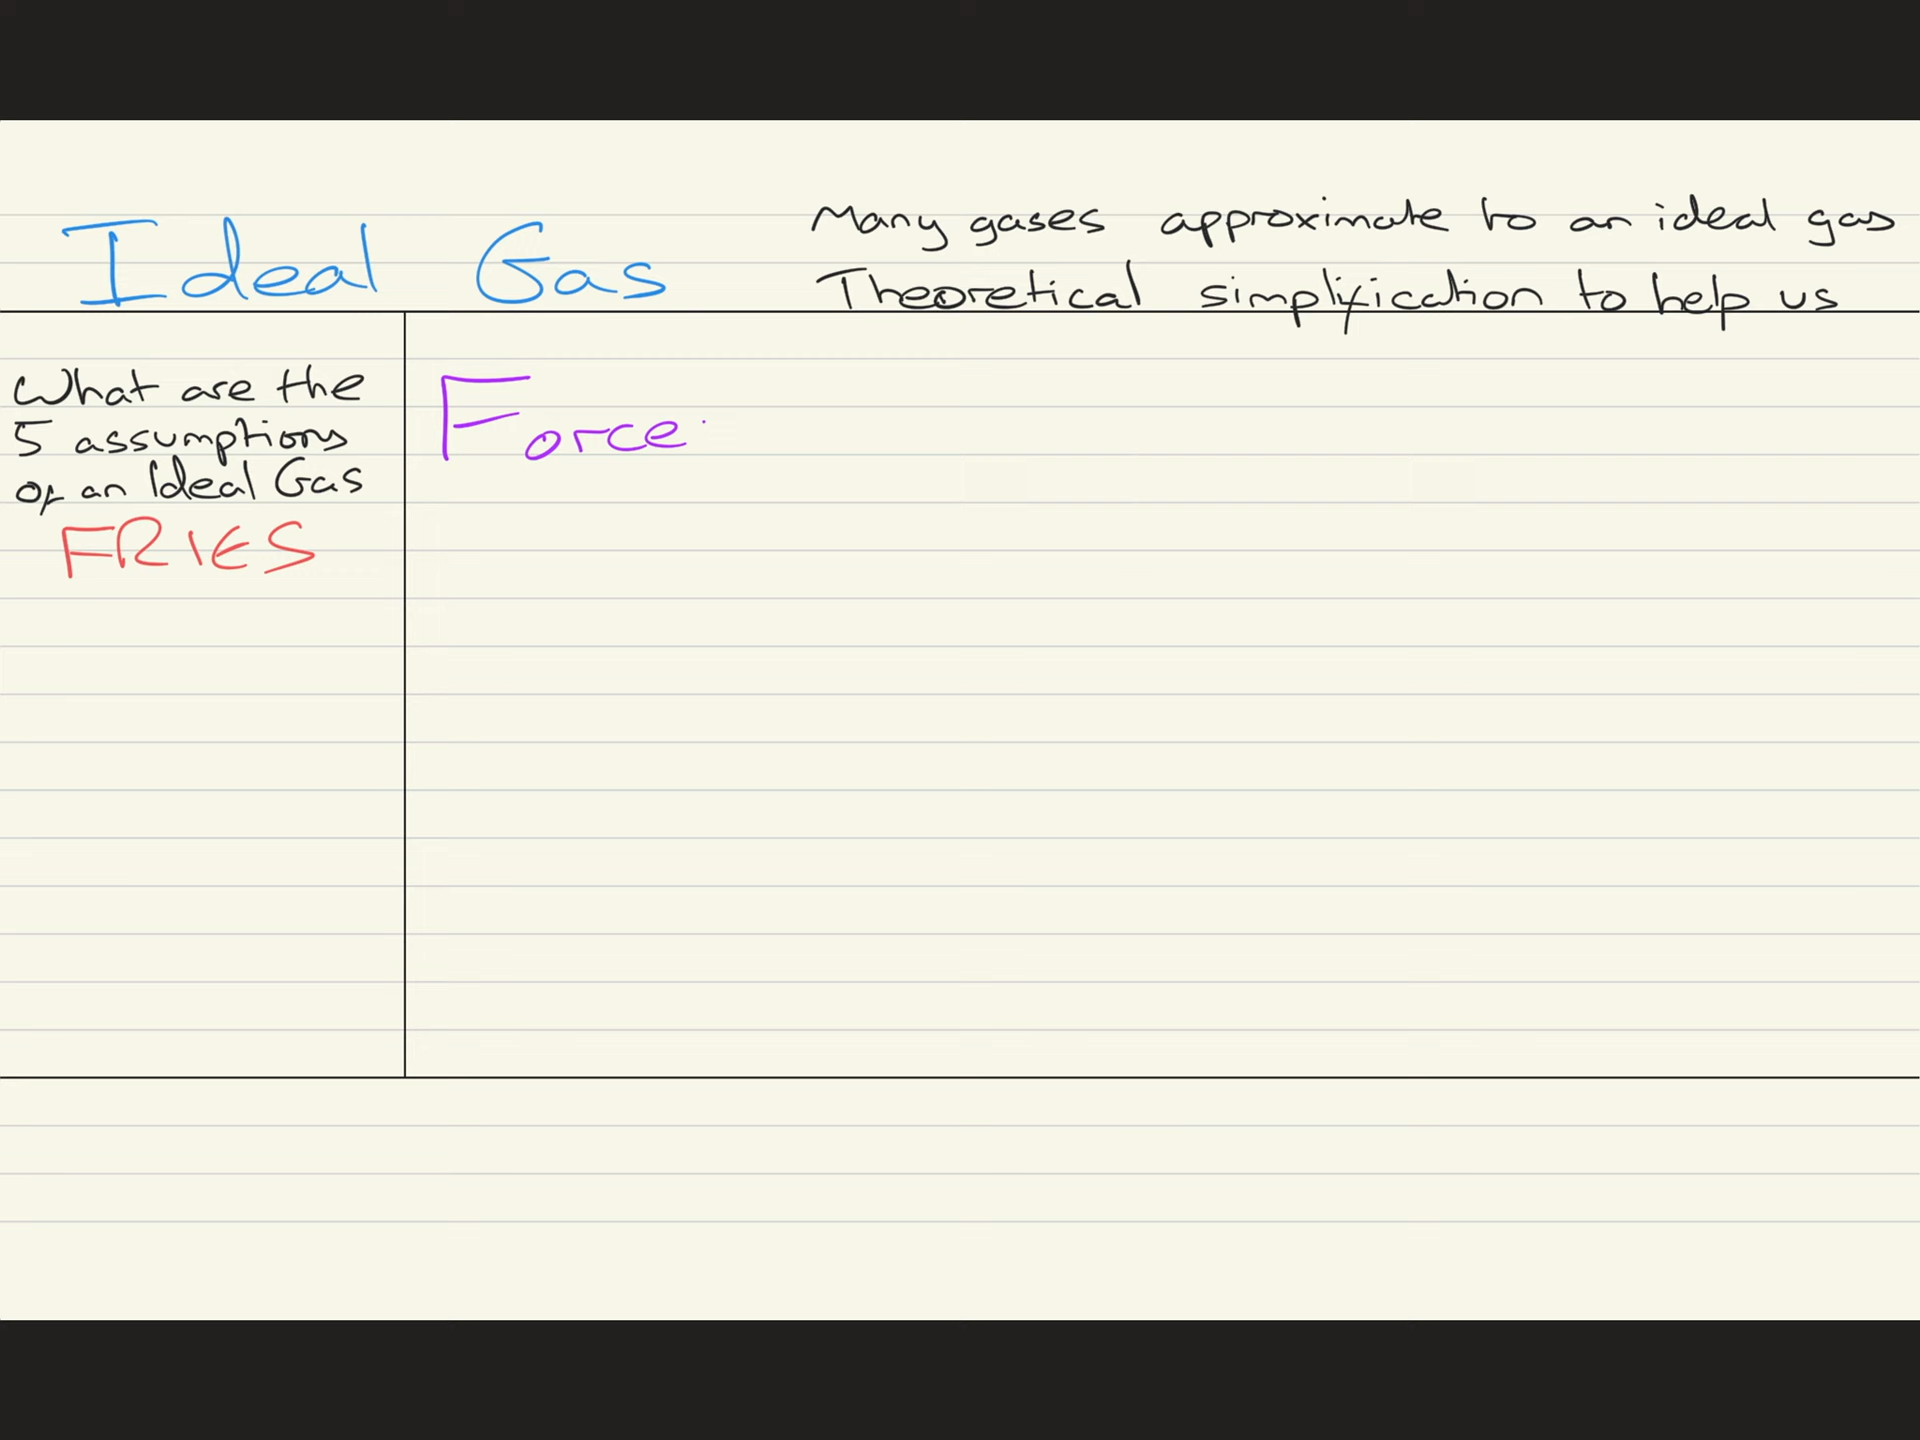 Ideal Gas
Many gases approximate to an ideal gas
Theoretical simplification to help us
What are the
5 assumptions
of an Ideal Gas
FRIES
Force